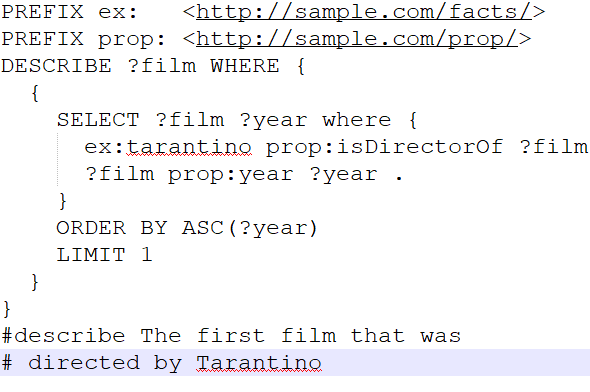 PREFIX ex:   <http://sample.com/facts/>
PREFIX prop: <http://sample.com/prop/>
DESCRIBE ?film WHERE {
  {
    SELECT ?film ?year where {
      ex:tarantino prop:isDirectorOf ?film
      ?film prop:year ?year .
    }
    ORDER BY ASC(?year)
    LIMIT 1
  }
}
#describe The first film that was
# directed by Tarantino